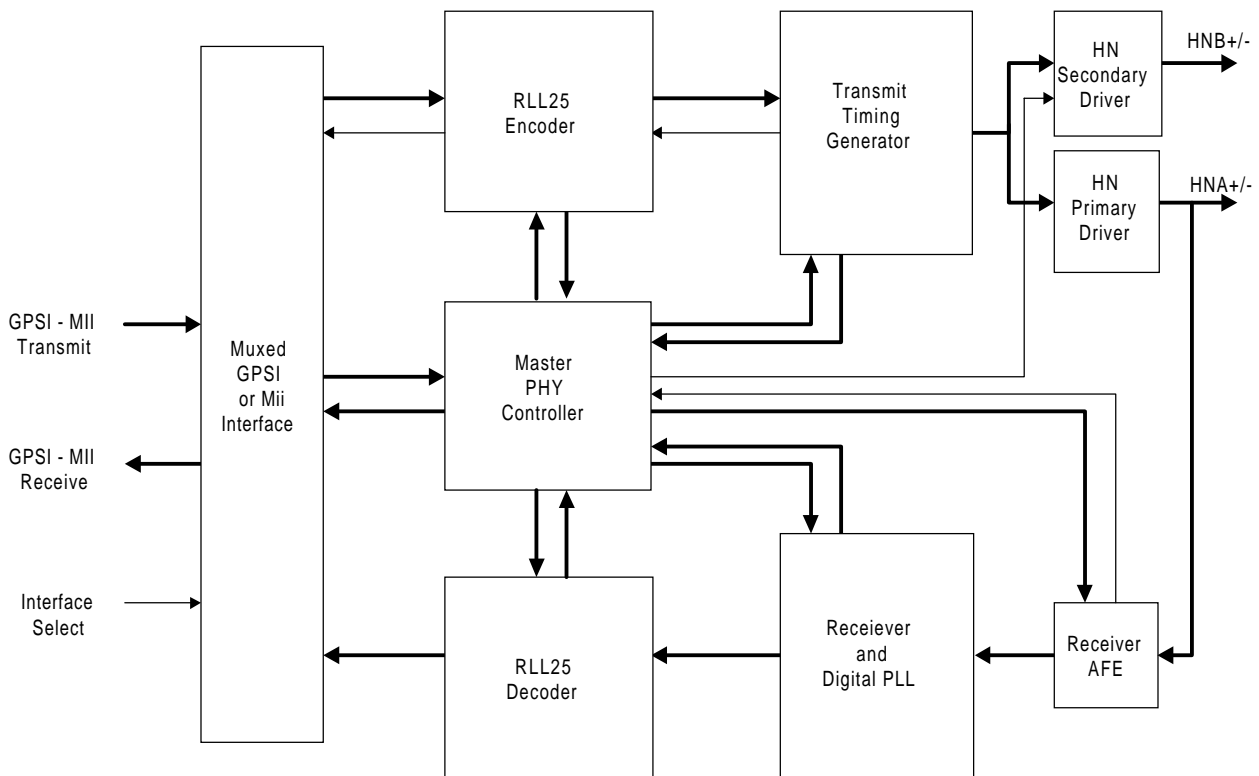 HN
Secondary
Driver
HNB+/-
RLL25
Encoder
Transmit
Timing
Generator
HN
Primary
Driver
HNA+/-
GPSI - MII
Transmit
Muxed
GPSI
or Mii
Interface
Master
PHY
Controller
GPSI - MII
Receive
Interface
Select
RLL25
Decoder
Receiever
and
Digital PLL
Receiver
AFE